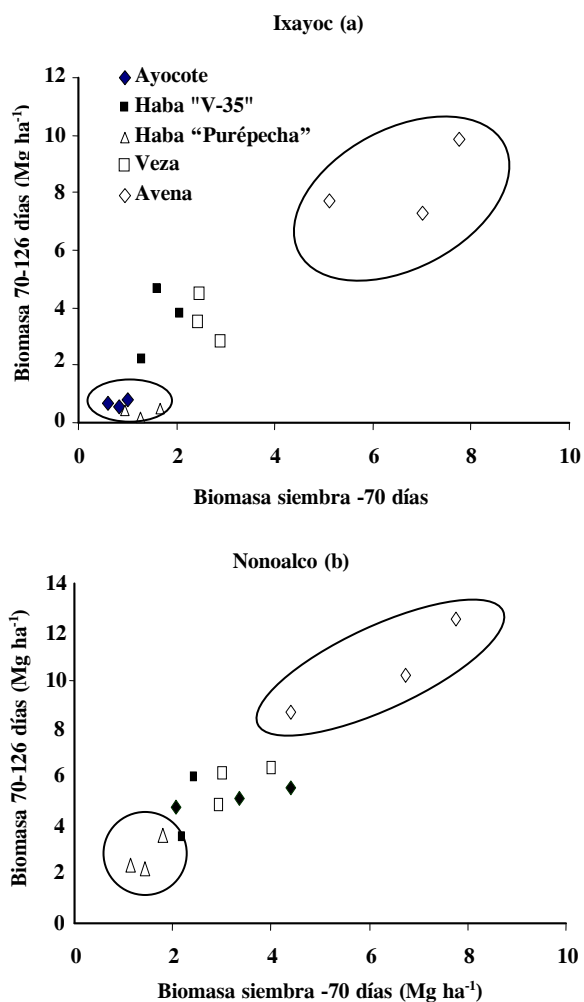 Ixayoc (a)
Biomasa 70-126 días (Mg ha-1)
12
10
8
6
4
2
0
Ayocote
Haba "V-35"
Haba “Purépecha”
Veza
Avena
0 2 4 6 8 10
Biomasa siembra -70 días
Nonoalco (b)
Biomasa 70-126 días (Mg ha-1)
14
12
10
8
6
4
2
0
0 2 4 6 8 10
Biomasa siembra -70 días (Mg ha-1)